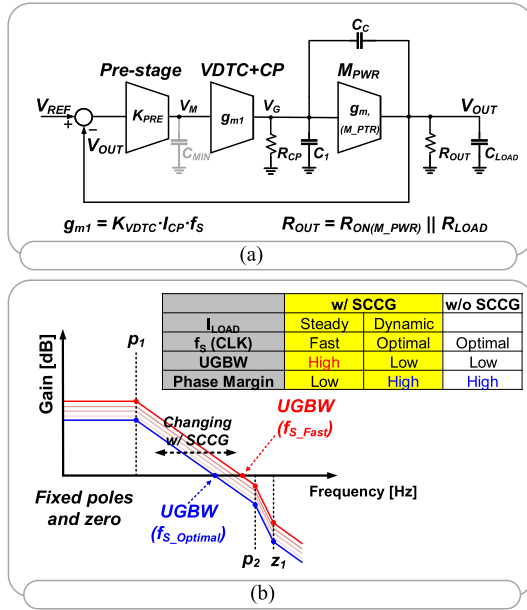 C_C
Pre-stage VDTC+CP M_PWR
V_REF + − K_PRE V_M g_m1 V_G g_m,(M_PTR) V_OUT
V_OUT C_MIN R_CP C_1 R_OUT C_LOAD
g_m1 = K_VDTC·I_CP·f_S R_OUT = R_ON(M_PWR) || R_LOAD
(a)
w/ SCCG w/o SCCG
I_LOAD Steady Dynamic
f_S (CLK) Fast Optimal Optimal
UGBW High Low Low
Phase Margin Low High High
Gain [dB]
p_1
Changing
w/ SCCG
UGBW
(f_S_Fast)
Frequency [Hz]
Fixed poles
and zero
UGBW
(f_S_Optimal)
p_2 z_1
(b)